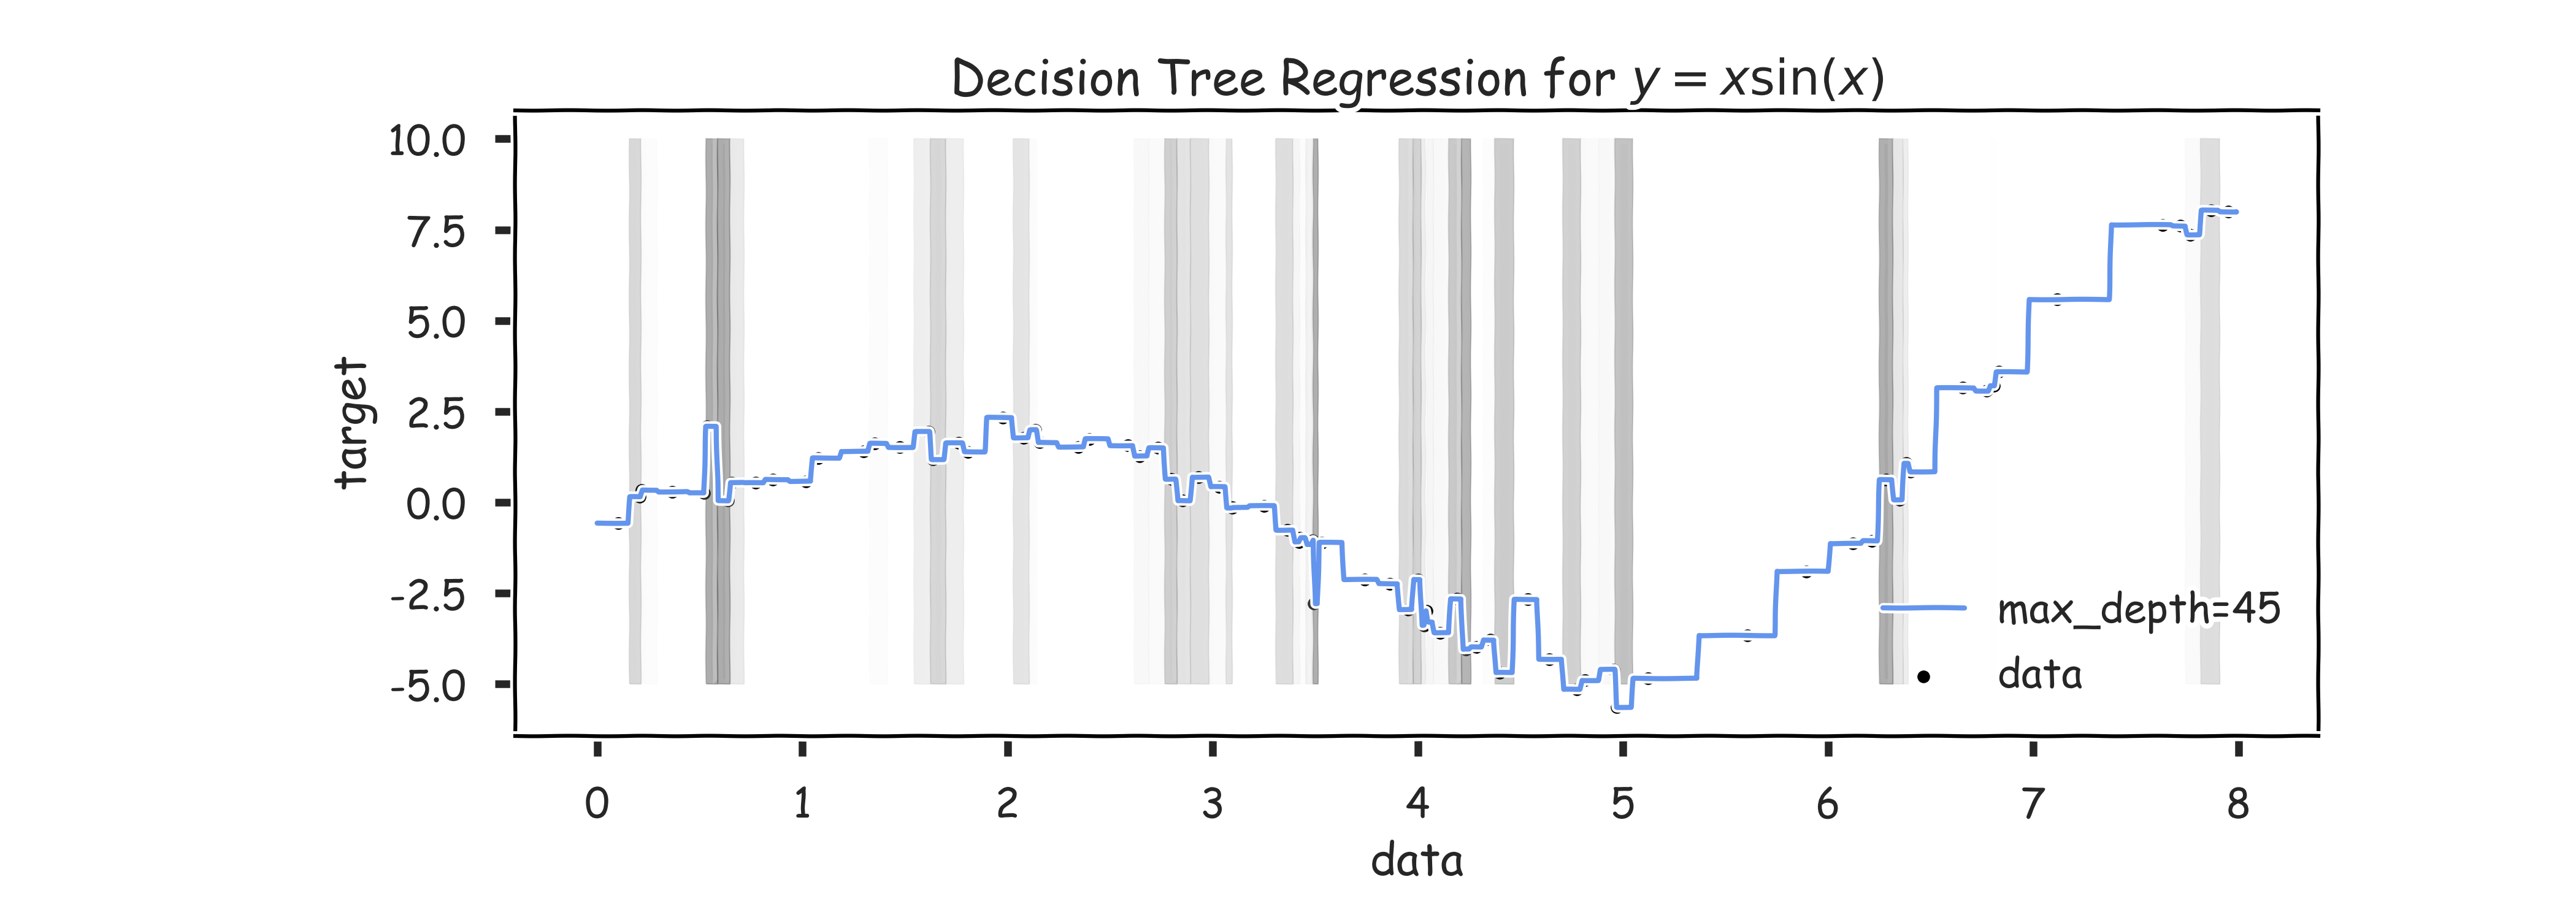 Decision Tree Regression for y = xsin(x)
10.0
7.5
5.0
2.5
0.0
-2.5
-5.0
target
max_depth=45
data
0 1 2 3 4 5 6 7 8
data